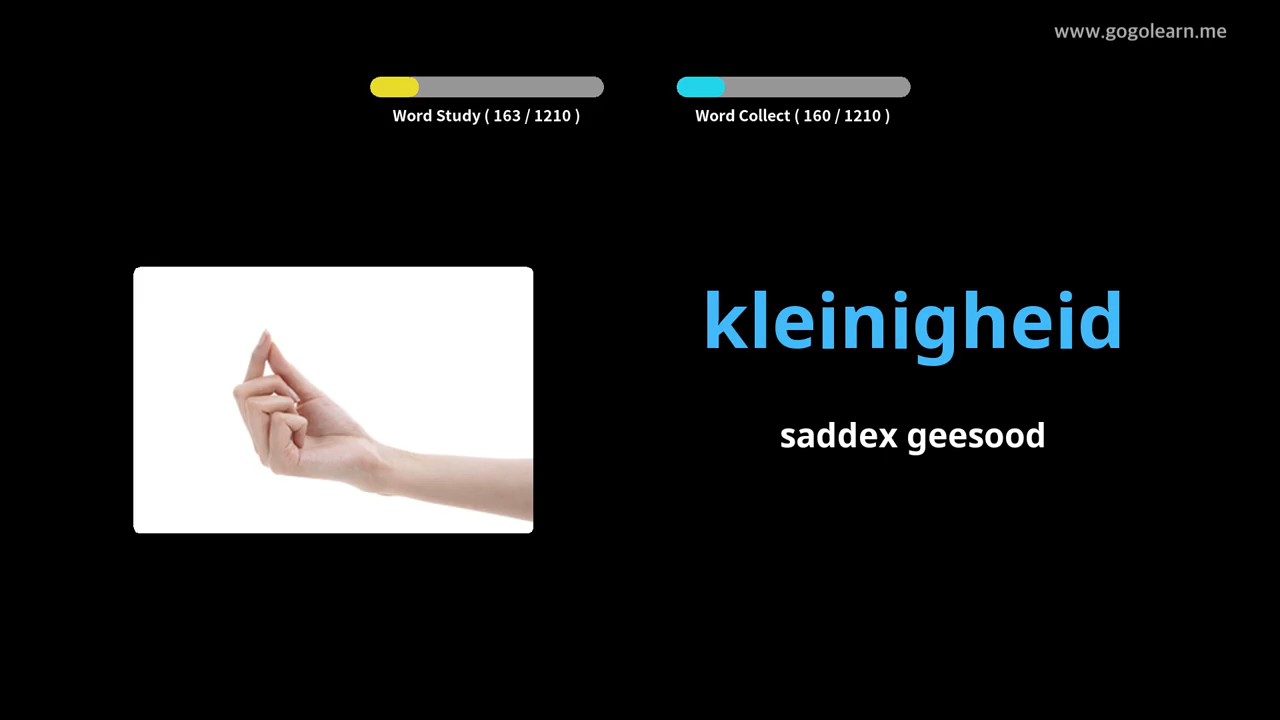 www.gogolearn.me
Word Study ( 163 / 1210 )
Word Collect ( 160 / 1210 )
kleinigheid
saddex geesood